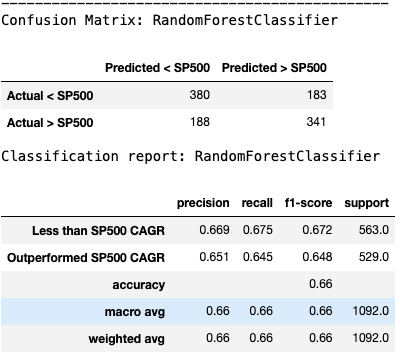 Confusion Matrix: RandomForestClassifier
Predicted < SP500 Predicted > SP500
Actual < SP500 380 183
Actual > SP500 188 341
Classification report: RandomForestClassifier
precision recall f1-score support
Less than SP500 CAGR 0.669 0.675 0.672 563.0
Outperformed SP500 CAGR 0.651 0.645 0.648 529.0
accuracy 0.66
macro avg 0.66 0.66 0.66 1092.0
weighted avg 0.66 0.66 0.66 1092.0